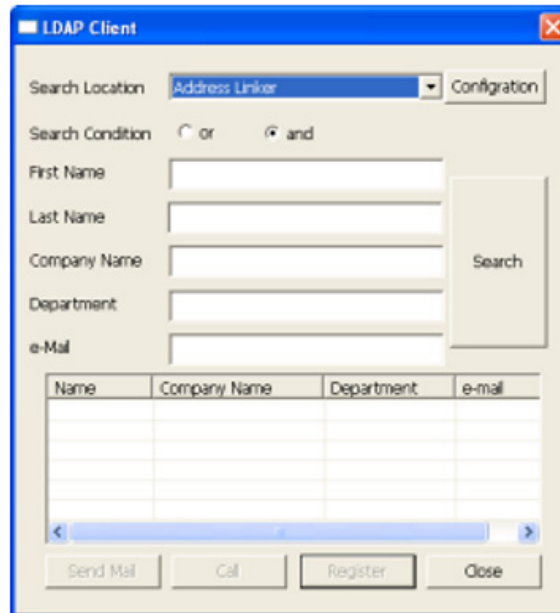 LDAP Client
Search Location Address Linker Configration
Search Condition or and
First Name
Last Name
Company Name
Search
Department
e-Mail
Name Company Name Department e-mail
Send Mail Call Register Close